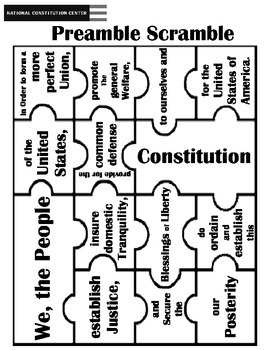 We, the People
of the
United
States,
in Order to form a
more
perfect
Union,
establish
Justice,
insure
domestic
Tranquility,
provide for the
common
defense
promote
The
general
Welfare,
and
Secure
the
Blessings of Liberty
to ourselves and
our
Posterity
do
ordain and
establish
this
Constitution
for the
United
States of
America.
Preamble Scramble
NATIONAL CONSTITUTION CENTER